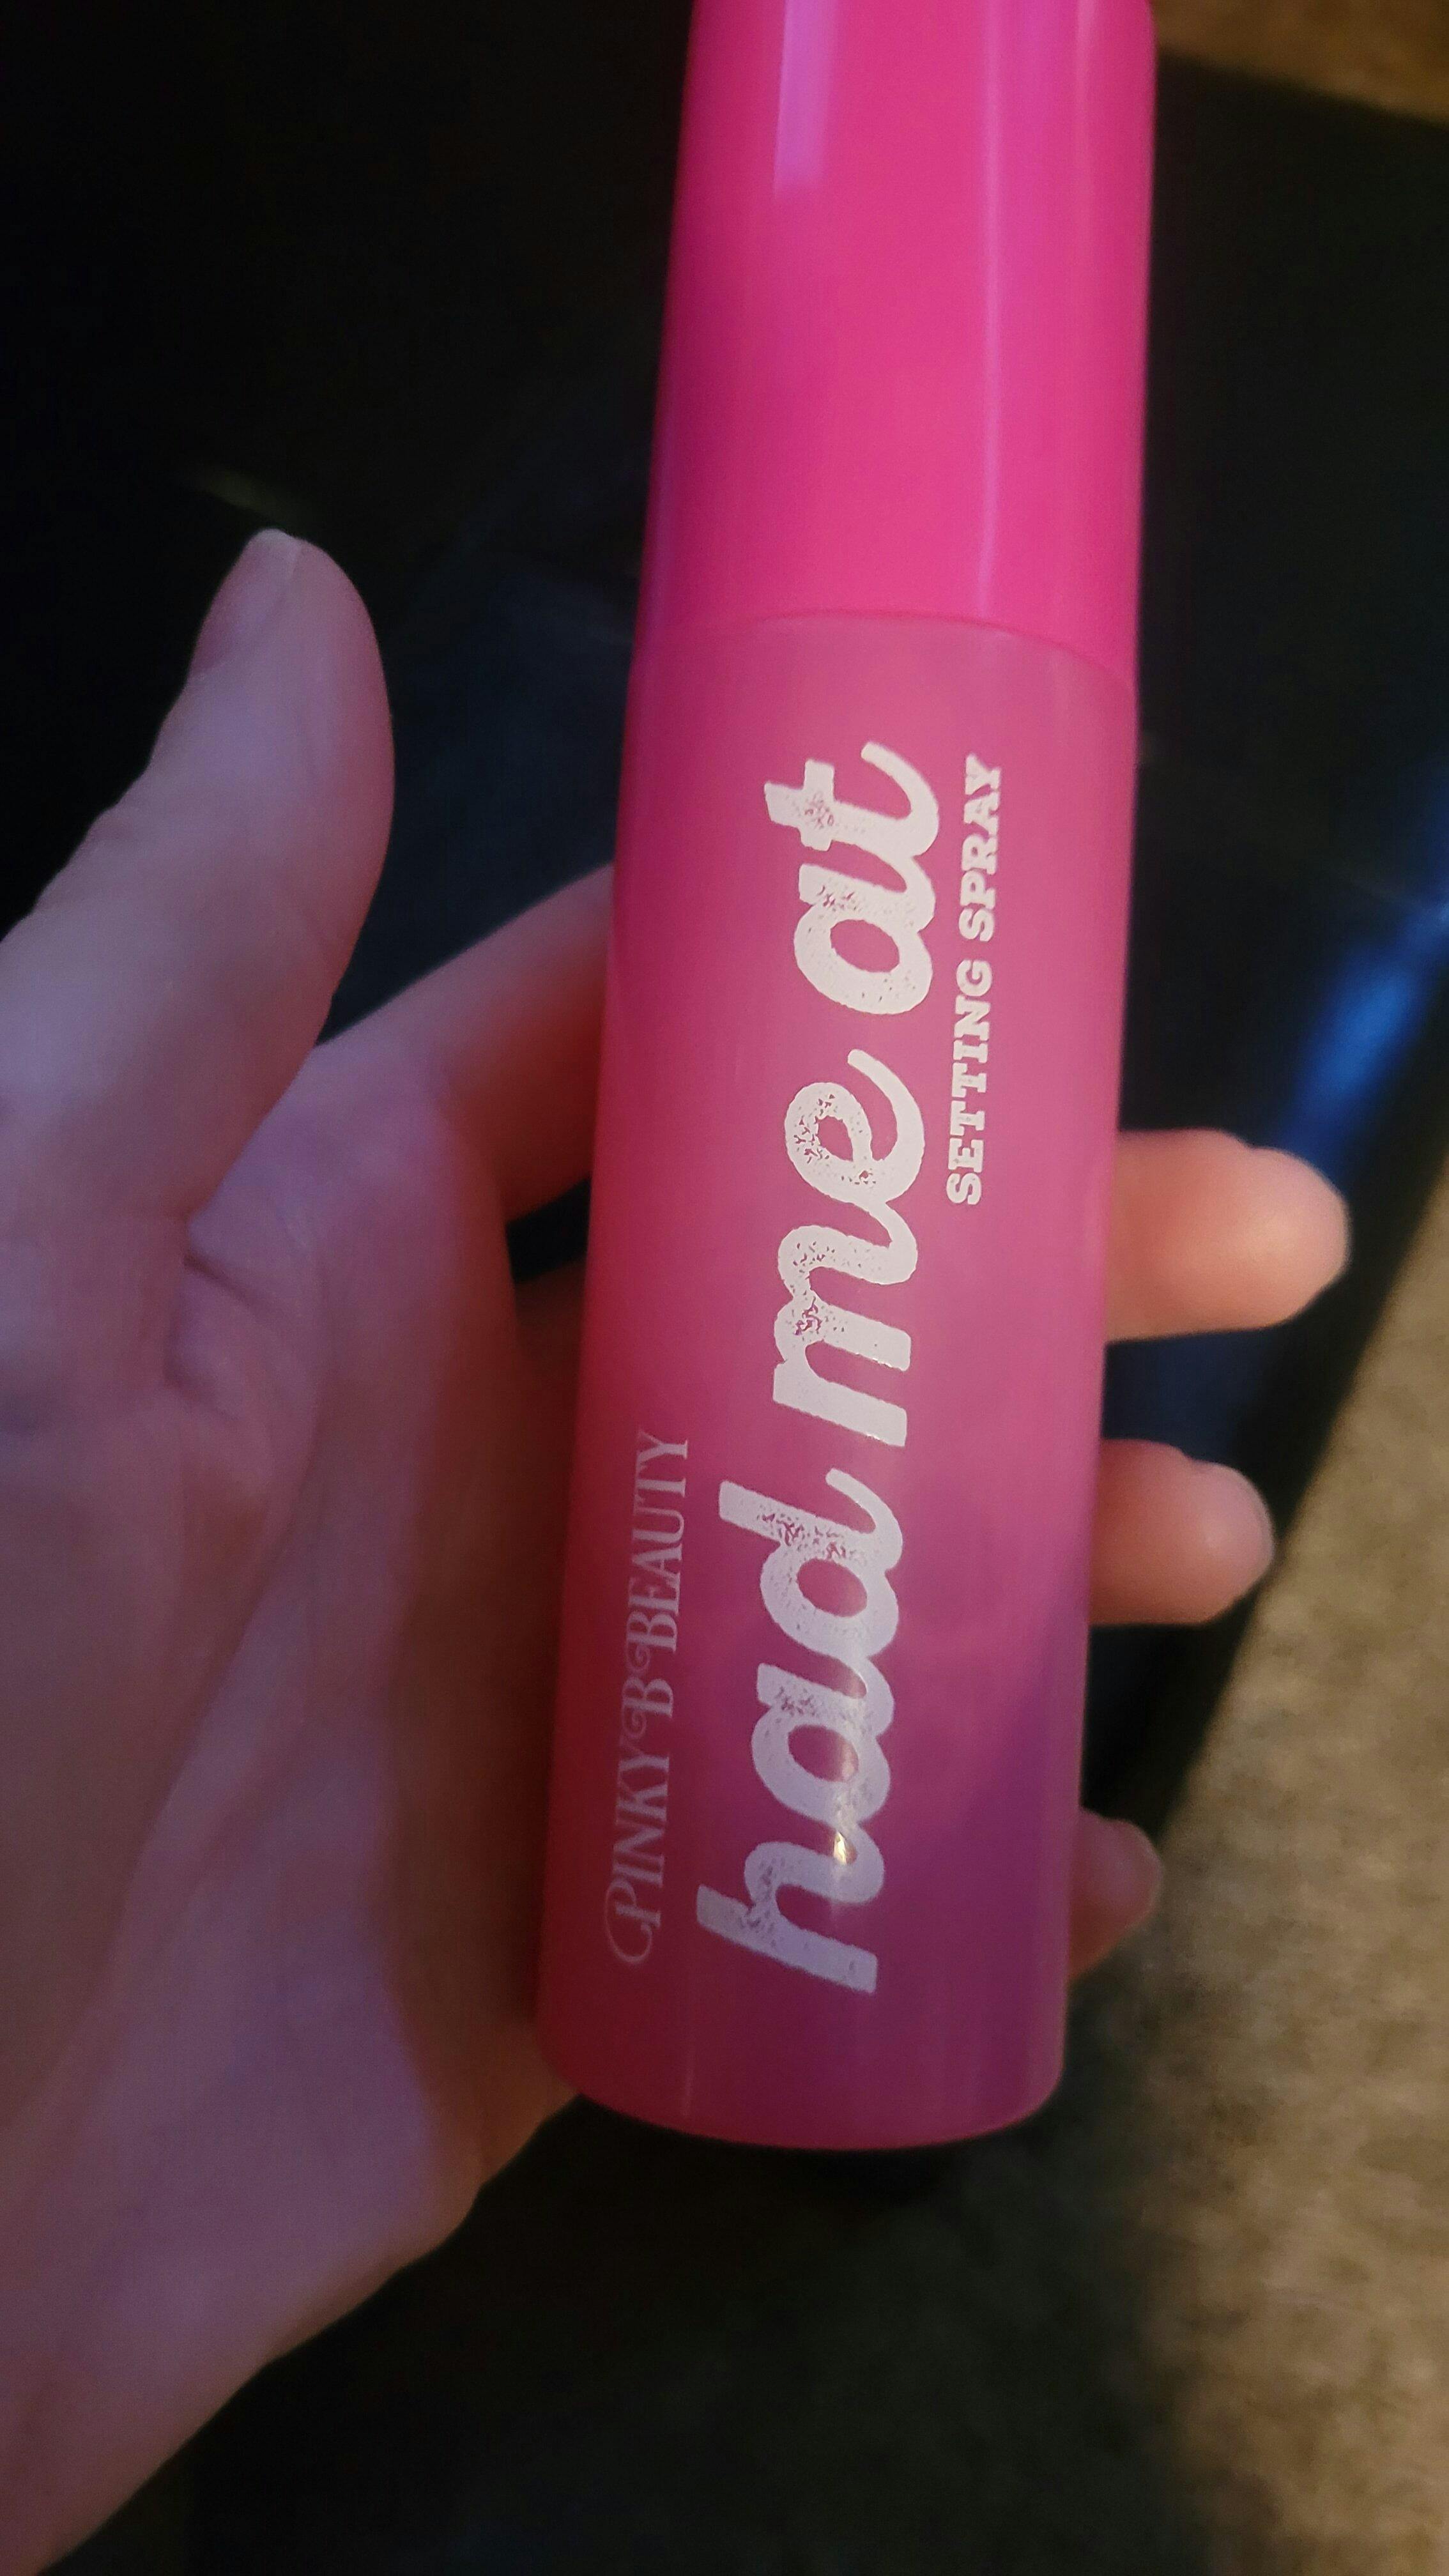 PINKY B BEAUTY
had me at
SETTING SPRAY